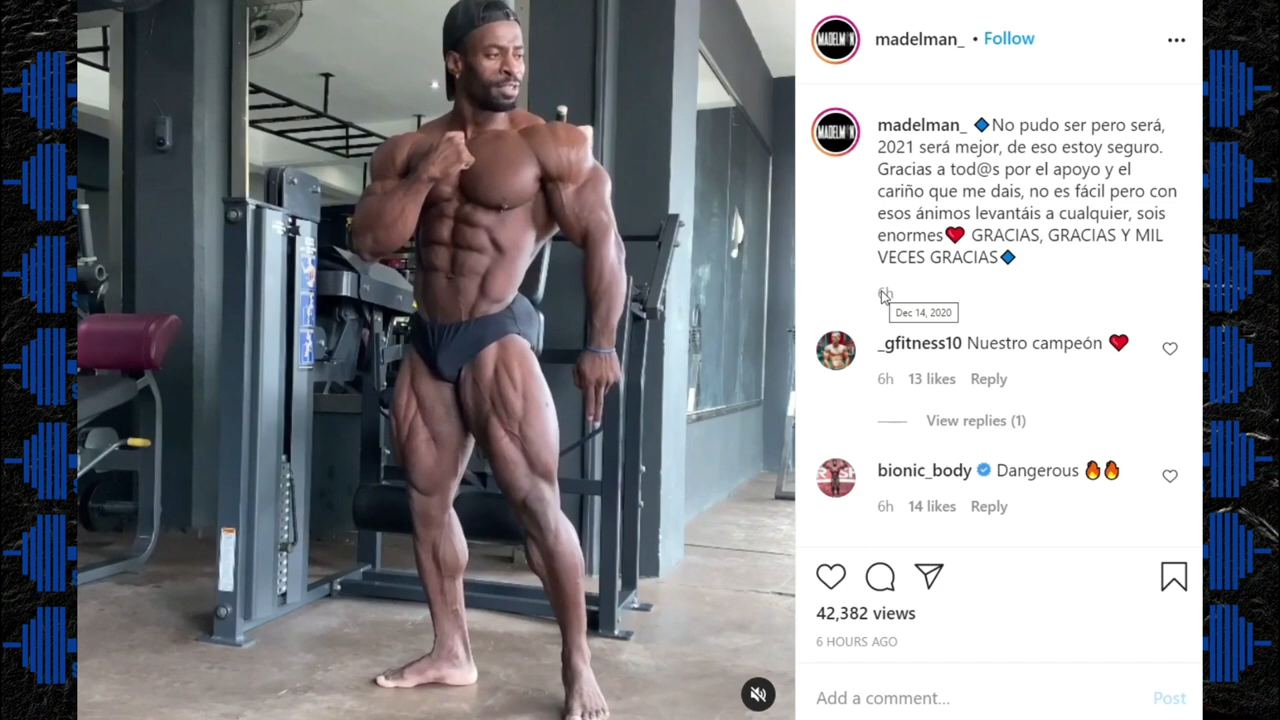 MADELMAN
madelman_ • Follow
MADELMAN
madelman_ 🔷No pudo ser pero será,
2021 será mejor, de eso estoy seguro.
Gracias a tod@s por el apoyo y el
cariño que me dais, no es fácil pero con
esos ánimos levantáis a cualquier, sois
enormes❤️ GRACIAS, GRACIAS Y MIL
VECES GRACIAS🔷
Dec 14, 2020
_gfitness10 Nuestro campeón ❤️
6h 13 likes Reply
View replies (1)
bionic_body Dangerous 🔥🔥
6h 14 likes Reply
42,382 views
6 HOURS AGO
Add a comment... Post